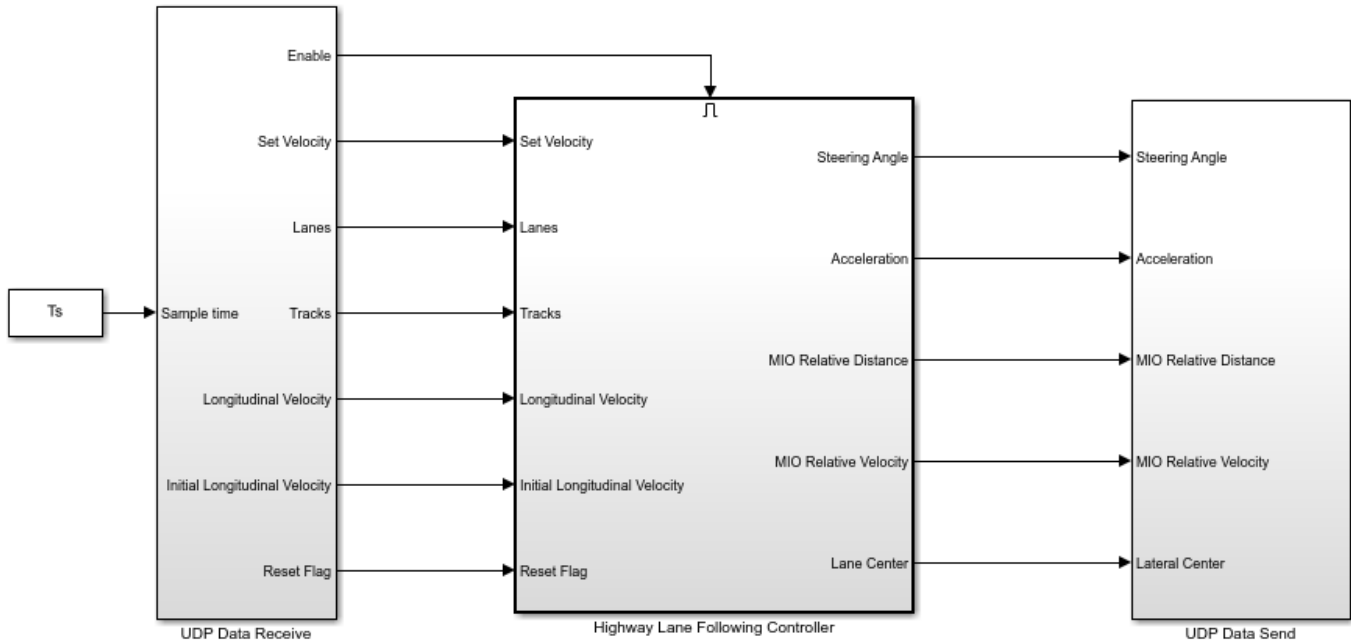 Ts
Sample time
Enable
Set Velocity
Lanes
Tracks
Longitudinal Velocity
Initial Longitudinal Velocity
Reset Flag
UDP Data Receive
Set Velocity
Lanes
Tracks
Longitudinal Velocity
Initial Longitudinal Velocity
Reset Flag
Steering Angle
Acceleration
MIO Relative Distance
MIO Relative Velocity
Lane Center
Highway Lane Following Controller
Steering Angle
Acceleration
MIO Relative Distance
MIO Relative Velocity
Lateral Center
UDP Data Send